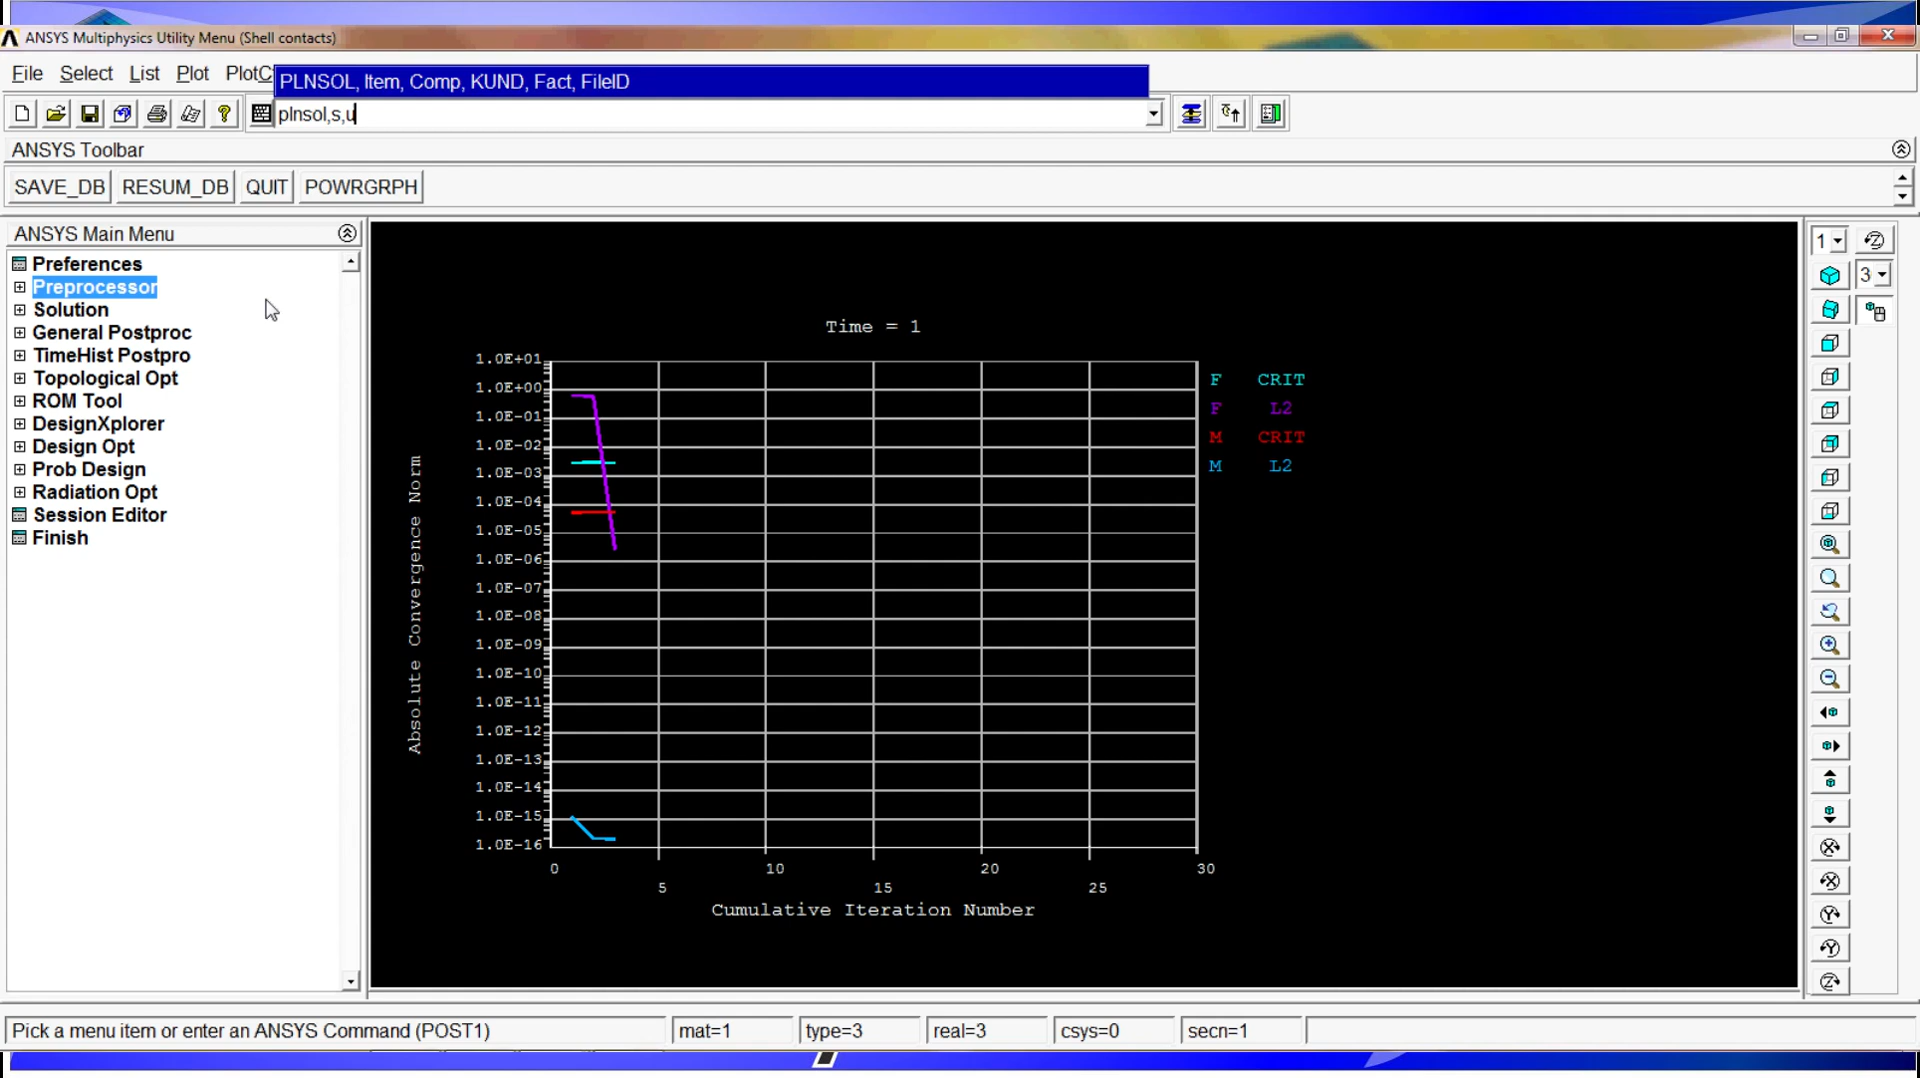 ANSYS Multiphysics Utility Menu (Shell contacts)
File Select List Plot PlotC
PLNSOL, Item, Comp, KUND, Fact, FileID
plnsol,s,u
ANSYS Toolbar
SAVE_DB RESUM_DB QUIT POWRGRPH
ANSYS Main Menu
Preferences
Preprocessor
Solution
General Postproc
TimeHist Postpro
Topological Opt
ROM Tool
DesignXplorer
Design Opt
Prob Design
Radiation Opt
Session Editor
Finish
Time = 1
1.0E+01
1.0E+00
1.0E-01
1.0E-02
1.0E-03
1.0E-04
1.0E-05
1.0E-06
1.0E-07
1.0E-08
1.0E-09
1.0E-10
1.0E-11
1.0E-12
1.0E-13
1.0E-14
1.0E-15
1.0E-16
Absolute Convergence Norm
0 10 20 30
5 15 25
Cumulative Iteration Number
F CRIT
F L2
M CRIT
M L2
1
3
Pick a menu item or enter an ANSYS Command (POST1) mat=1 type=3 real=3 csys=0 secn=1